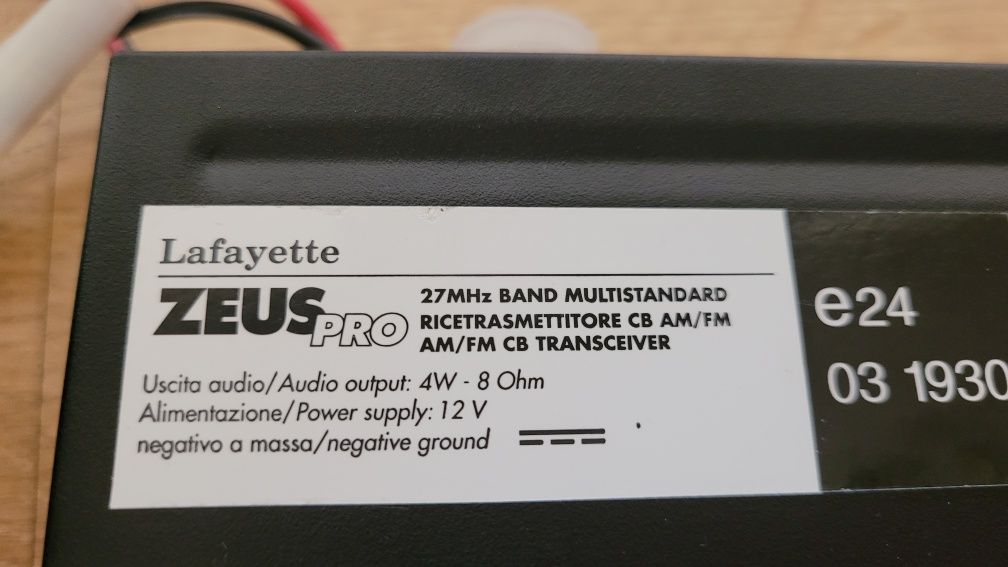 Lafayette
ZEUS PRO
27MHz BAND MULTISTANDARD
RICETRASMETTITORE CB AM/FM
AM/FM CB TRANSCEIVER
Uscita audio/Audio output: 4W - 8 Ohm
Alimentazione/Power supply: 12 V
negativo a massa/negative ground
e24
03 1930